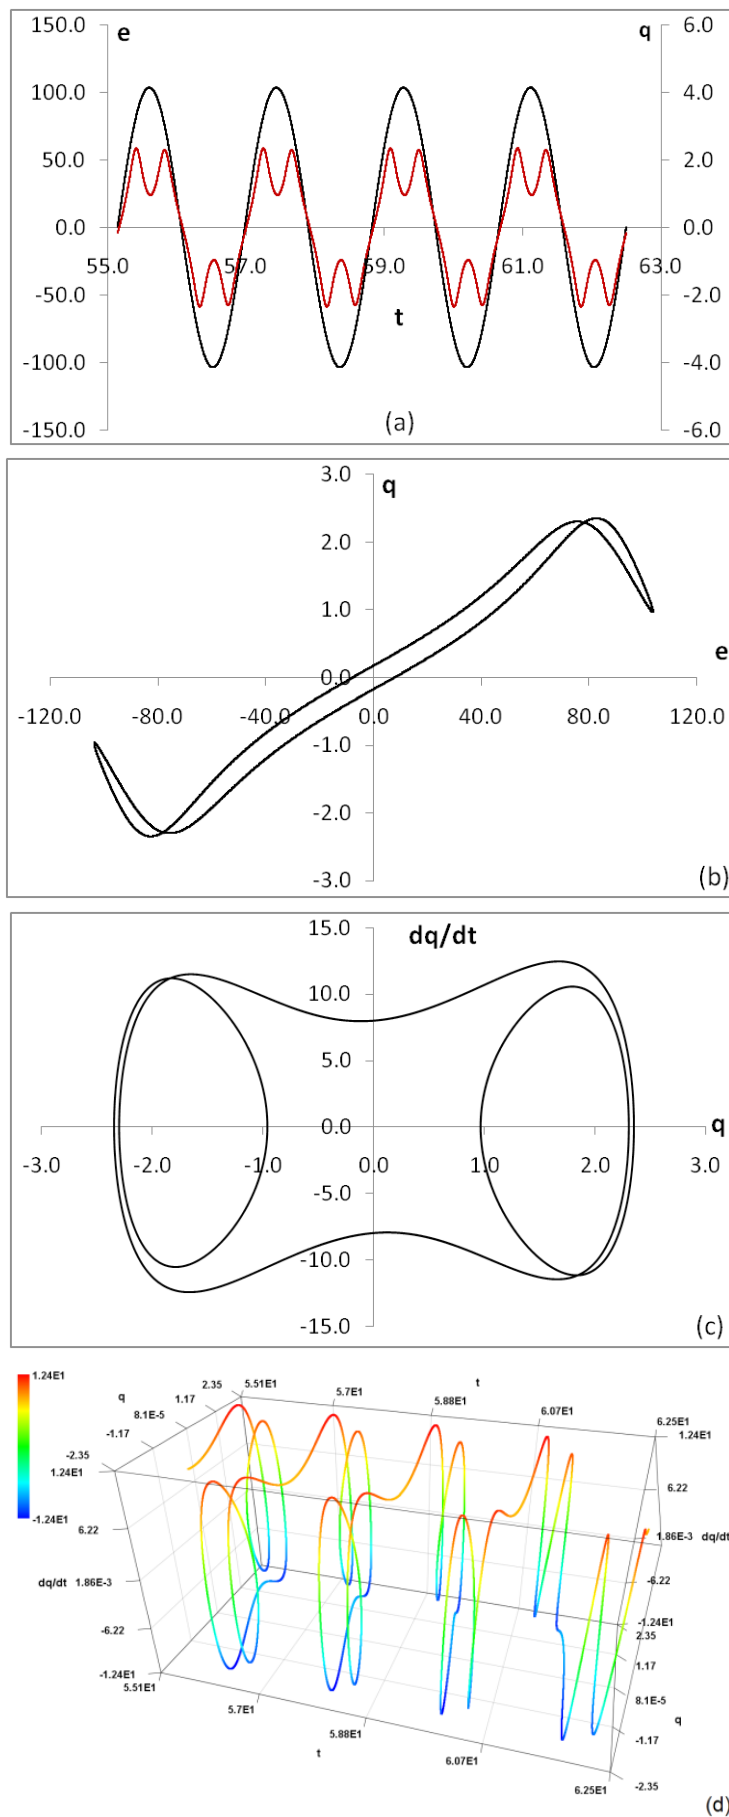 150.0 e q 6.0
100.0 4.0
50.0 2.0
0.0 0.0
55.0 57.0 59.0 61.0 63.0
-50.0 t -2.0
-100.0 -4.0
-150.0 (a) -6.0
3.0 q
2.0
1.0
0.0 e
-120.0 -80.0 -40.0 0.0 40.0 80.0 120.0
-1.0
-2.0
-3.0 (b)
15.0 dq/dt
10.0
5.0
0.0 q
-3.0 -2.0 -1.0 0.0 1.0 2.0 3.0
-5.0
-10.0
-15.0 (c)
1.24E1
-1.24E1
q
2.35
1.17
8.1E-5
-1.17
-2.35
t
5.51E1
5.7E1
5.88E1
6.07E1
6.25E1
1.24E1
6.22
dq/dt 1.86E-3
-6.22
-1.24E1
1.24E1
6.22
1.86E-3 dq/dt
-6.22
-1.24E1
2.35
1.17
8.1E-5
q
-1.17
-2.35
5.51E1
5.7E1
5.88E1
t
6.07E1
6.25E1
(d)